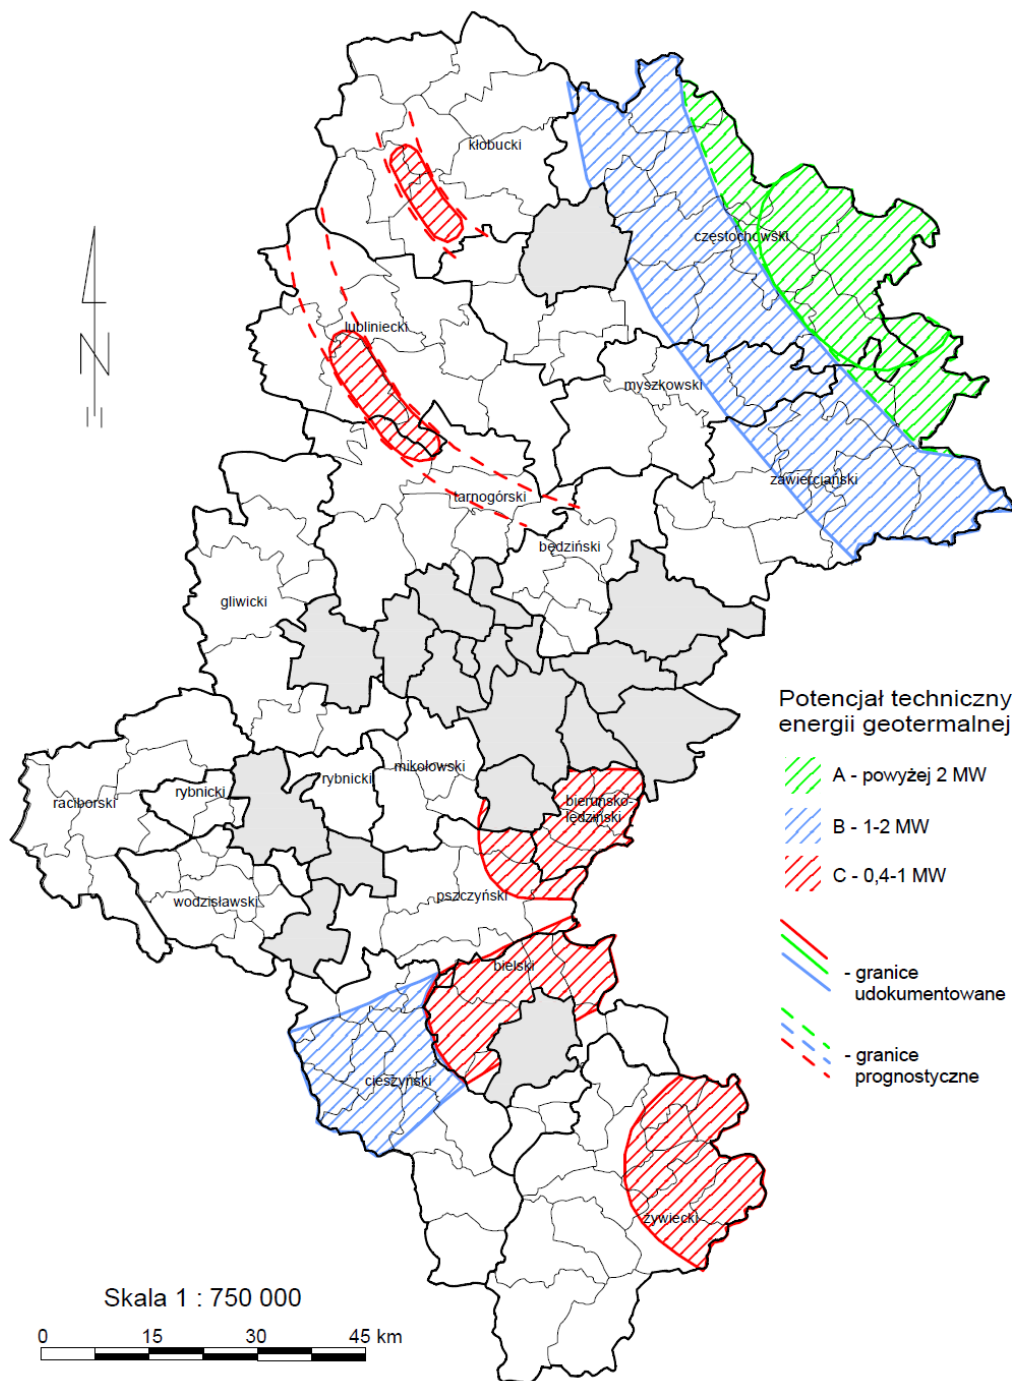 kłobucki
częstochowski
lubliniecki
myszkowski
zawierciański
tarnogórski
będziński
gliwicki
N
Potencjał techniczny
energii geotermalnej
A - powyżej 2 MW
B - 1-2 MW
C - 0,4-1 MW
- granice
udokumentowane
- granice
prognostyczne
mikołowski
rybnicki
rybnicki
raciborski
bieruńsko-
lędziński
pszczyński
wodzisławski
bielski
cieszyński
żywiecki
Skala 1 : 750 000
0 15 30 45 km